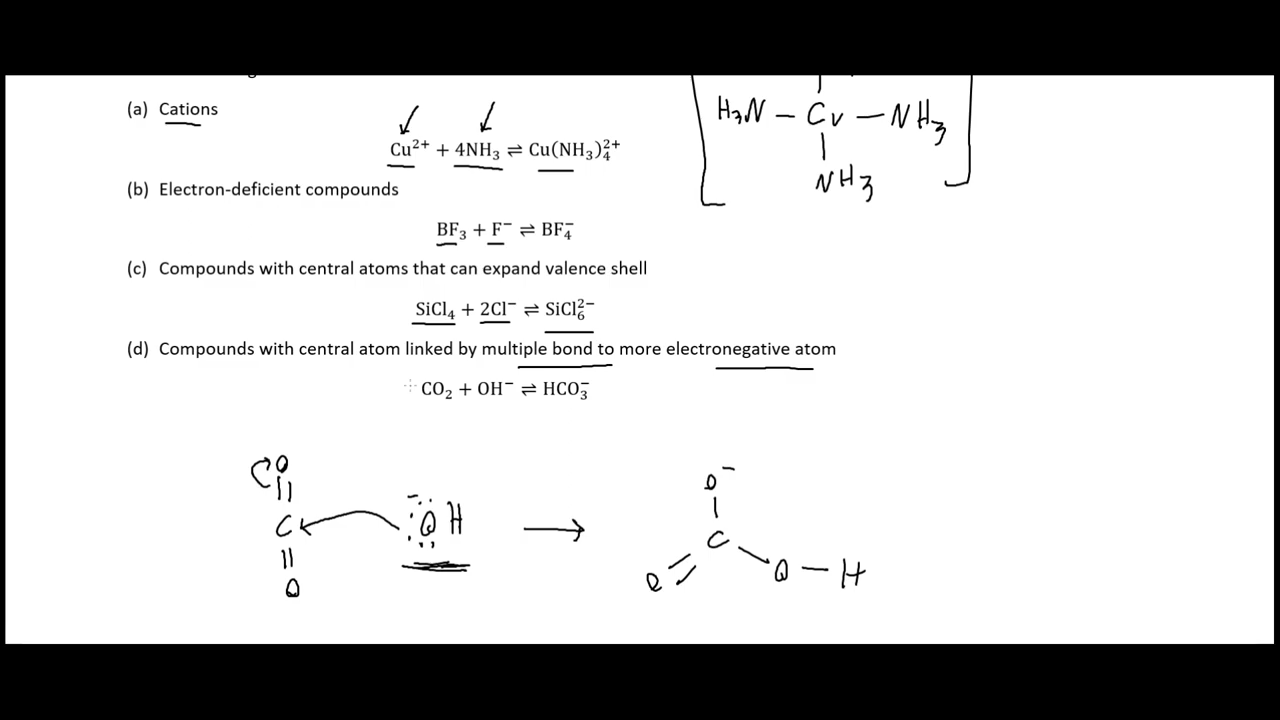 (a) Cations
H₃N — Cu — NH₃
Cu²⁺ + 4NH₃ ⇌ Cu(NH₃)₄²⁺
NH₃
(b) Electron-deficient compounds
BF₃ + F⁻ ⇌ BF₄⁻
(c) Compounds with central atoms that can expand valence shell
SiCl₄ + 2Cl⁻ ⇌ SiCl₆²⁻
(d) Compounds with central atom linked by multiple bond to more electronegative atom
CO₂ + OH⁻ ⇌ HCO₃⁻
O
O⁻
C
OH
→
C
O
O — H
O